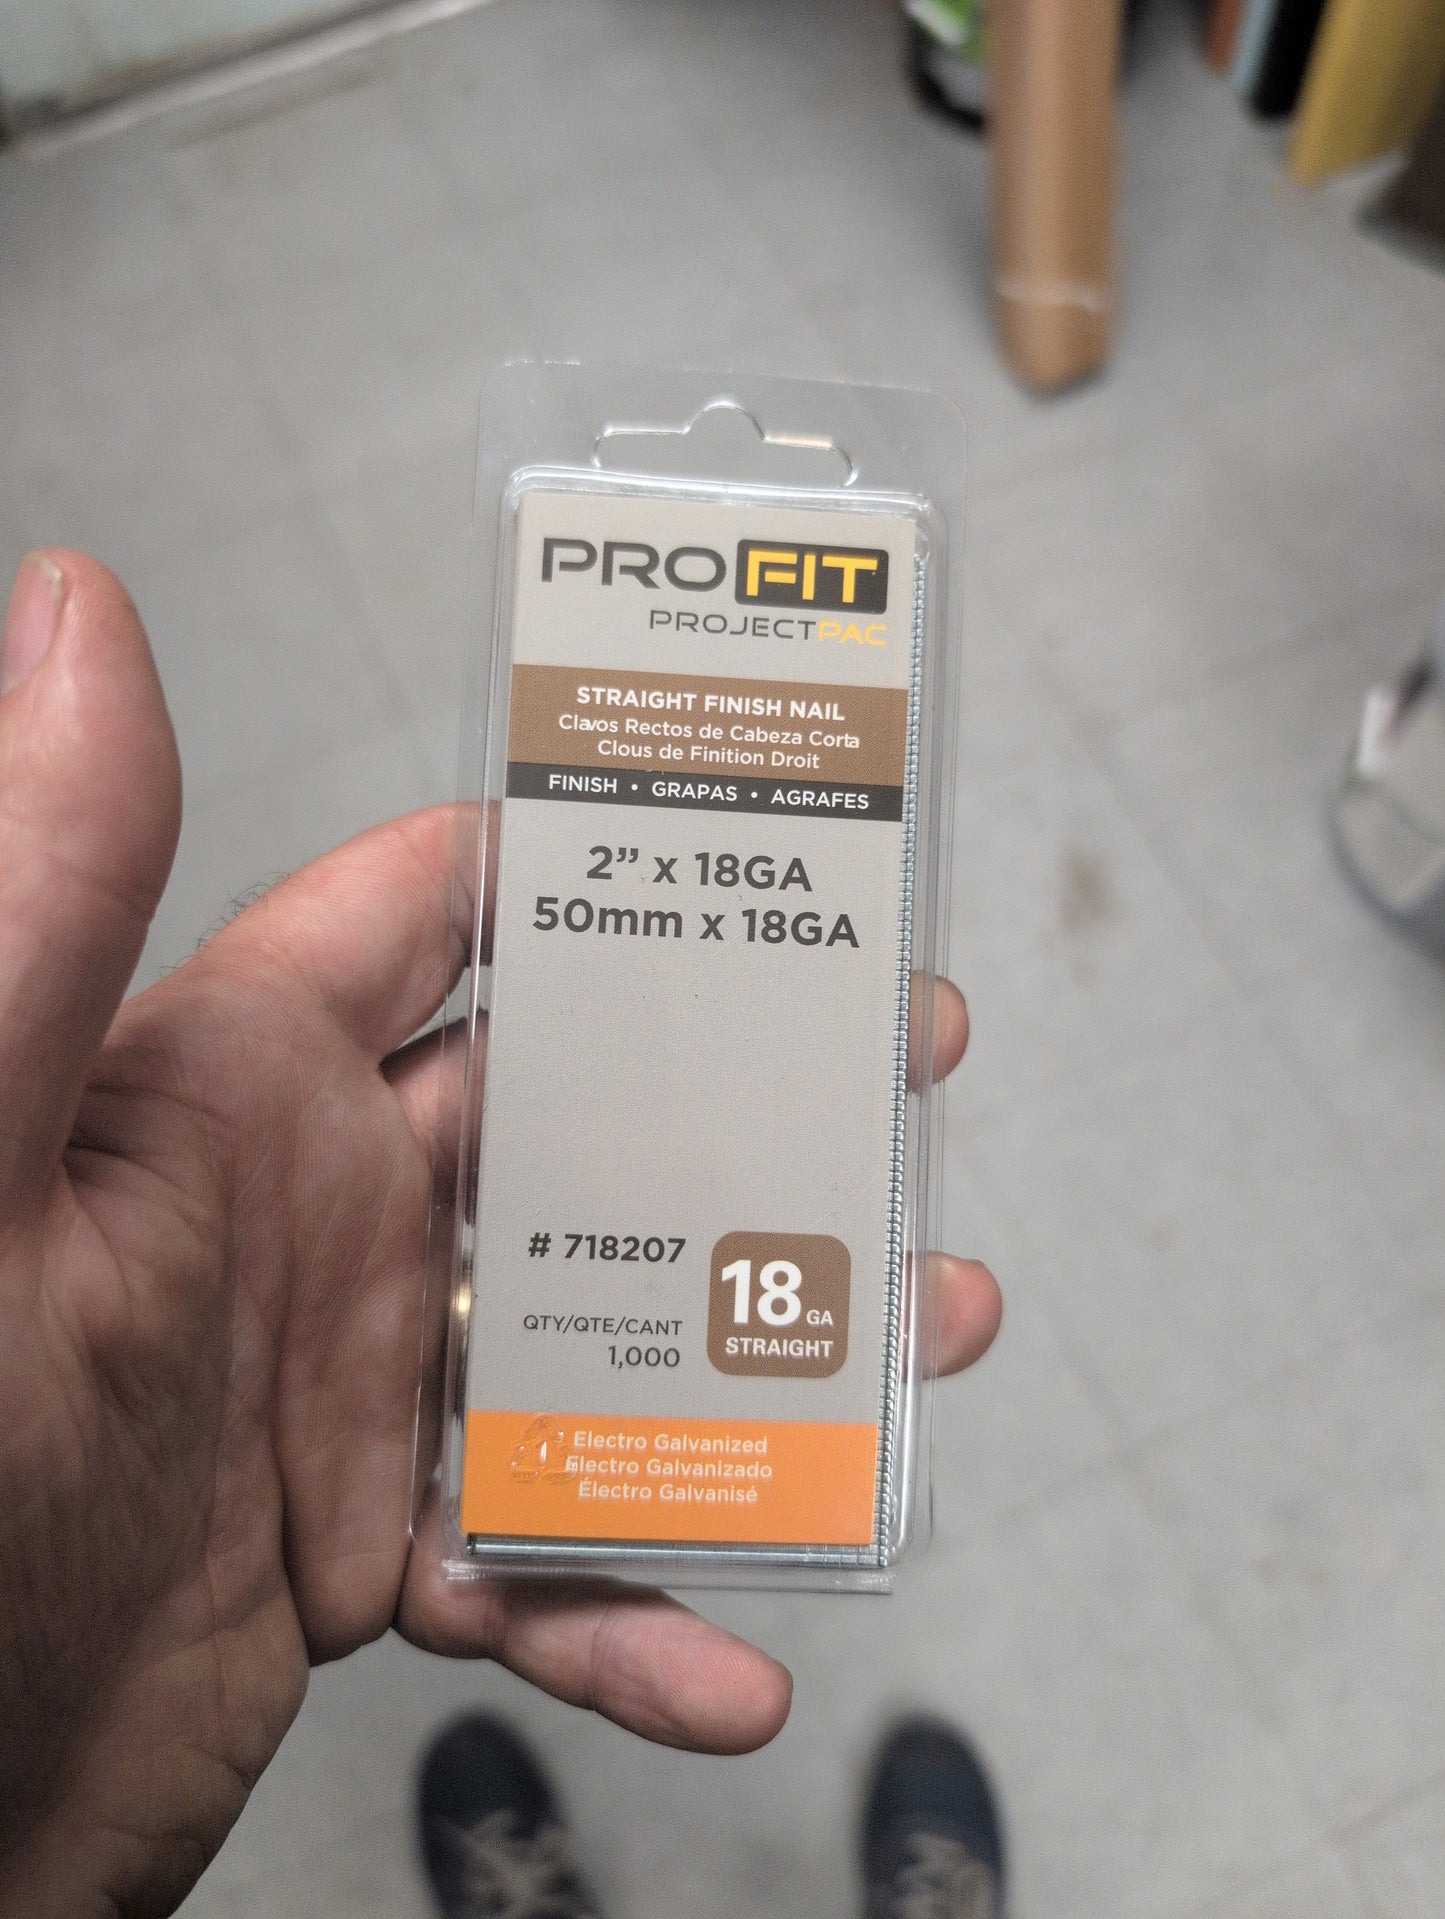 PROFIT
PROJECTPAC
STRAIGHT FINISH NAIL
Clavos Rectos de Cabeza Corta
Clous de Finition Droit
FINISH • GRAPAS • AGRAFES
2” x 18GA
50mm x 18GA
# 718207
QTY/QTE/CANT
1,000
18 GA
STRAIGHT
1
Electro Galvanized
Electro Galvanizado
Électro Galvanisé